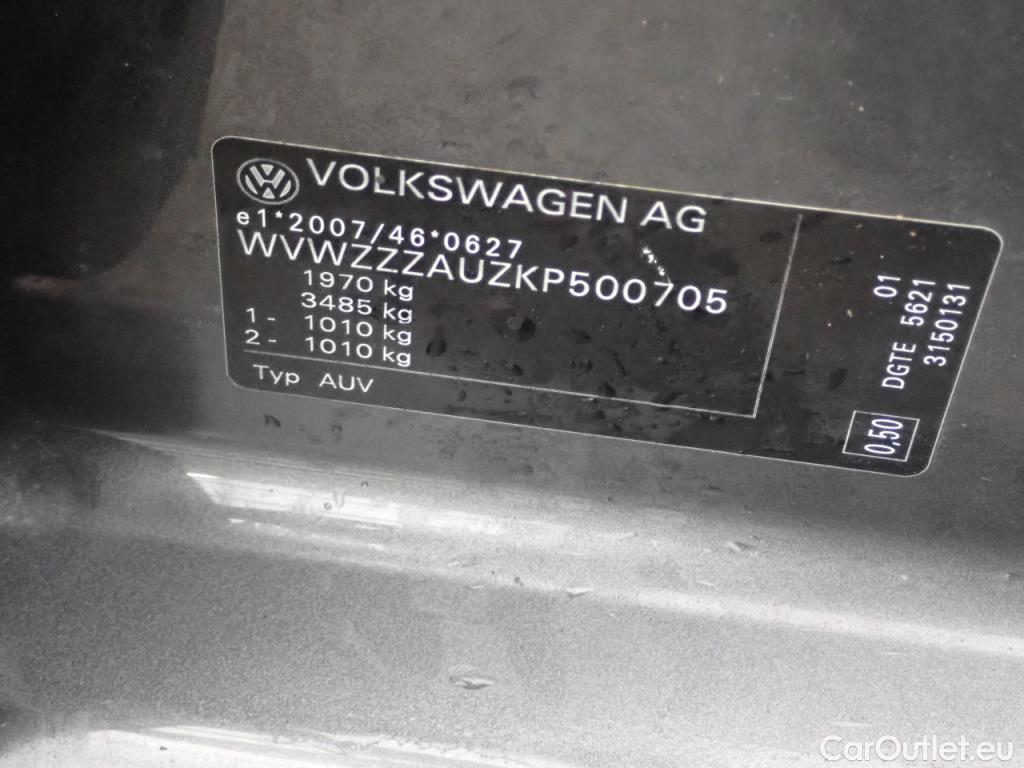 VOLKSWAGEN AG
e1*2007/46*0627
WVWZZZAUZKP500705
1970 kg
3485 kg
1 - 1010 kg
2 - 1010 kg
Typ AUV
01
DGTE 5621
3150131
0,50
CarOutlet.eu